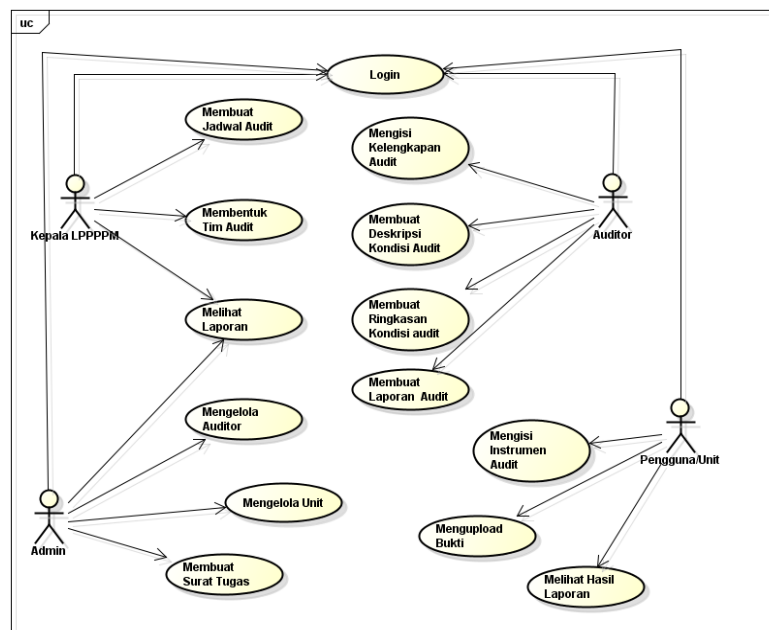 uc
Login
Membuat
Jadwal Audit
Mengisi
Kelengkapan
Audit
Kepala LPPPPM
Membentuk
Tim Audit
Membuat
Deskripsi
Kondisi Audit
Auditor
Melihat
Laporan
Membuat
Ringkasan
Kondisi audit
Membuat
Laporan Audit
Mengelola
Auditor
Mengisi
Instrumen
Audit
Pengguna/Unit
Mengelola Unit
Admin
Mengupload
Bukti
Membuat
Surat Tugas
Melihat Hasil
Laporan